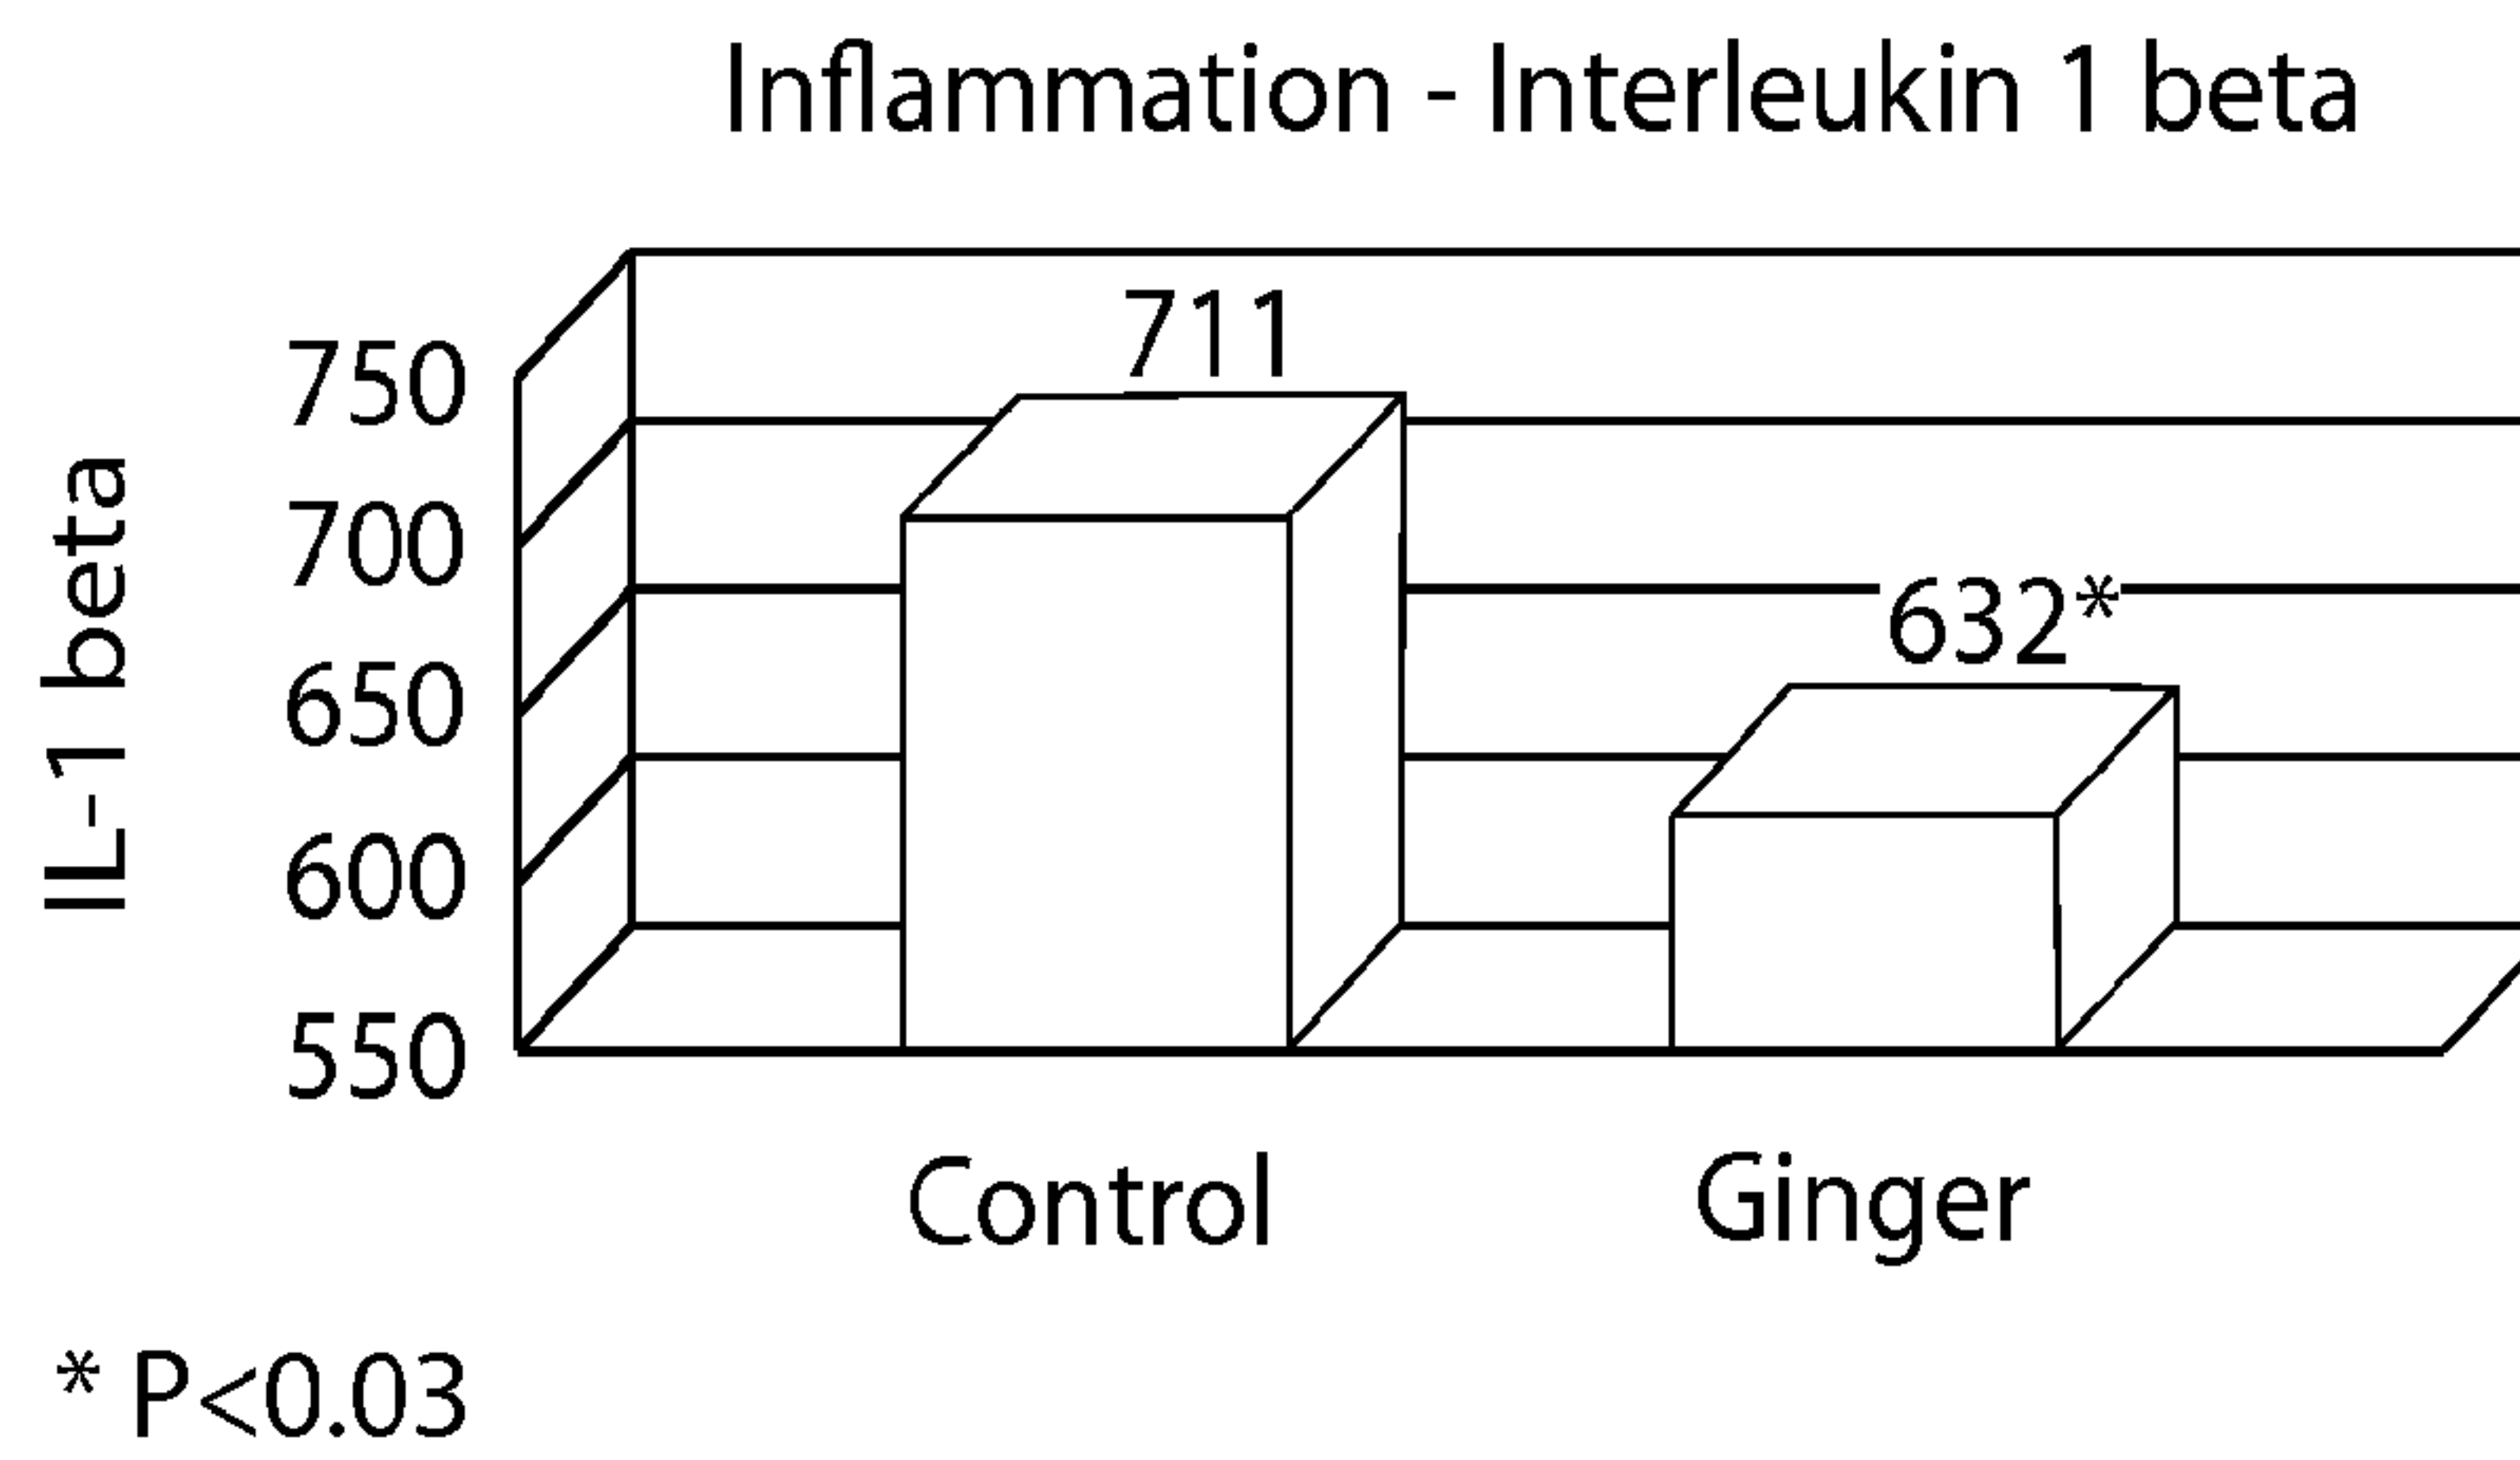 Inflammation - Interleukin 1 beta
IL-1 beta
750
700
650
600
550
711
632*
Control
Ginger
* P<0.03